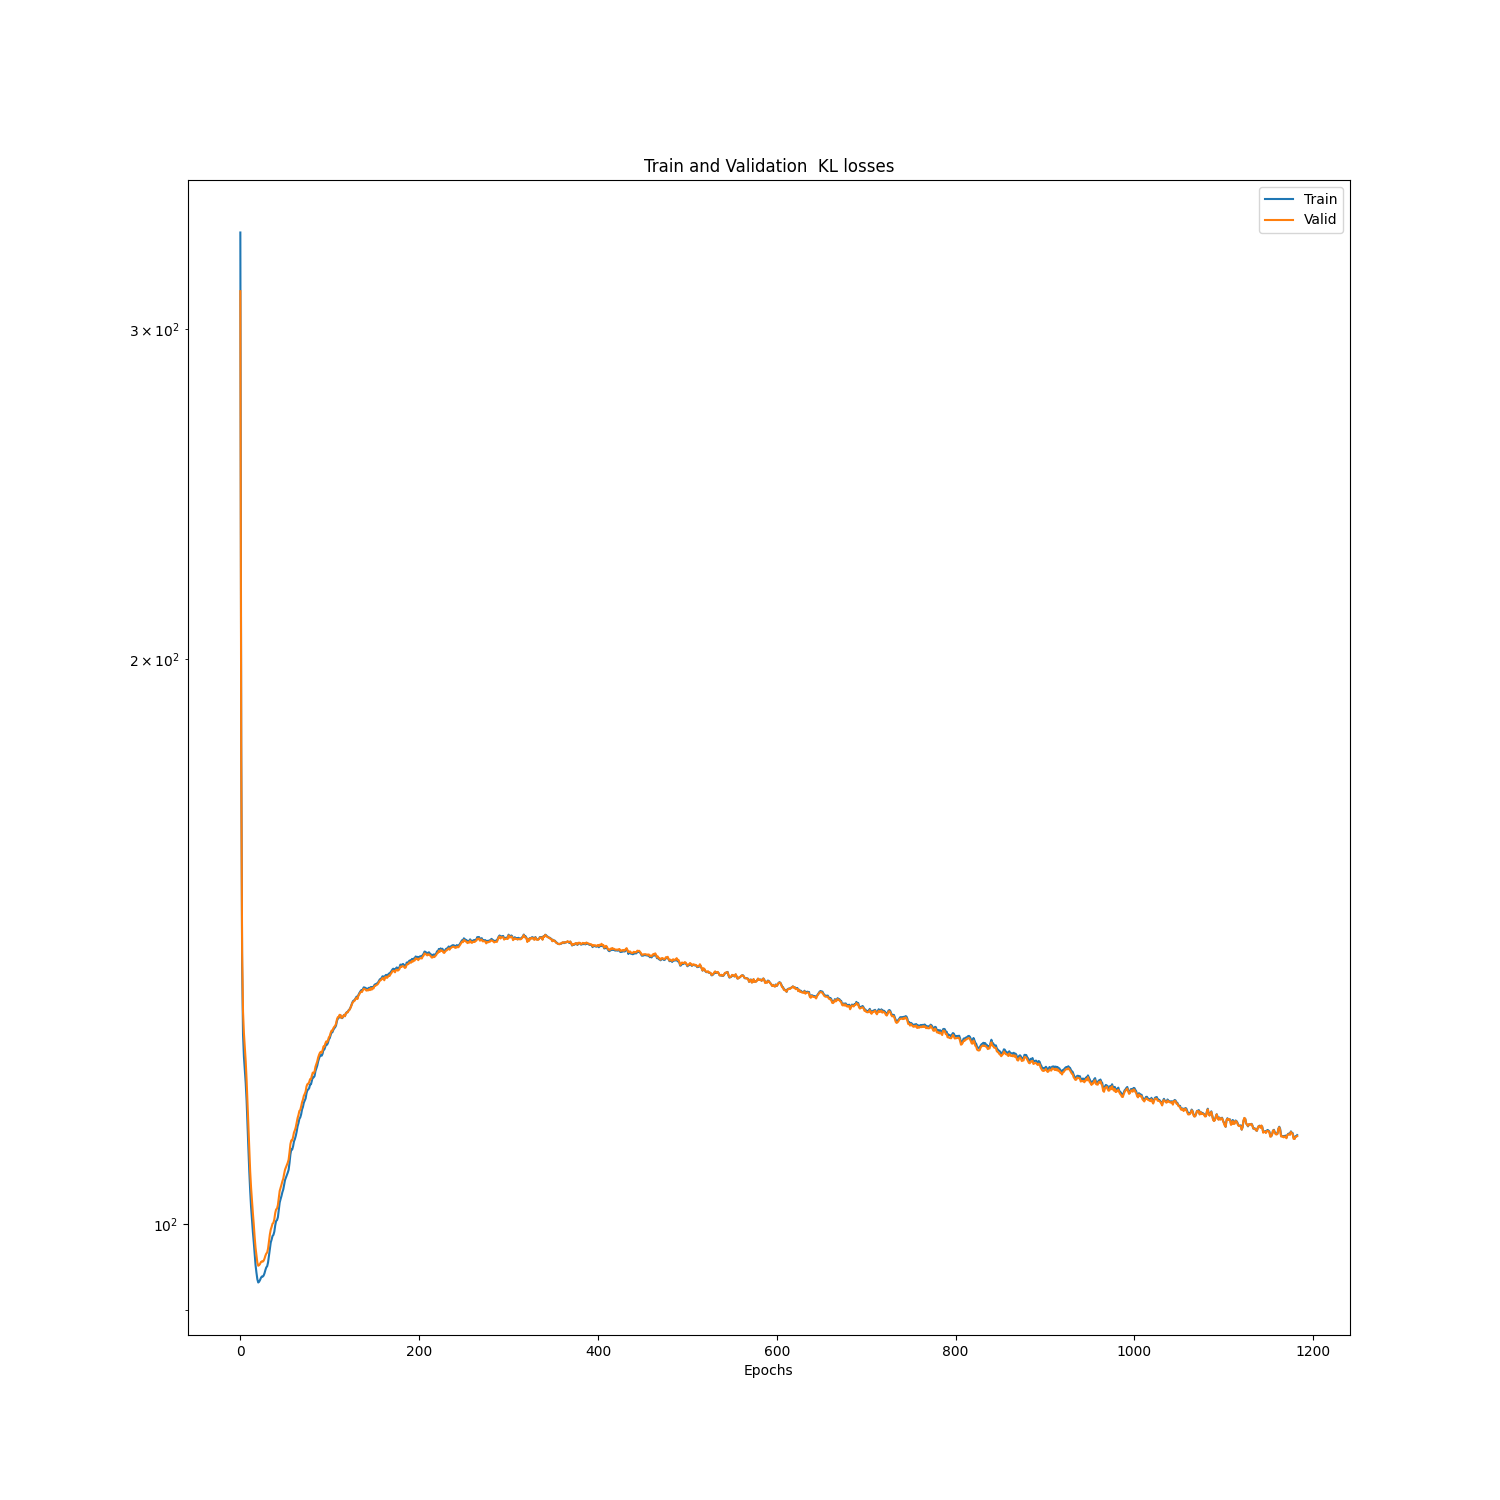 Train and Validation  KL losses
Train
Valid
3 × 10²
2 × 10²
10²
0 200 400 600 800 1000 1200
Epochs